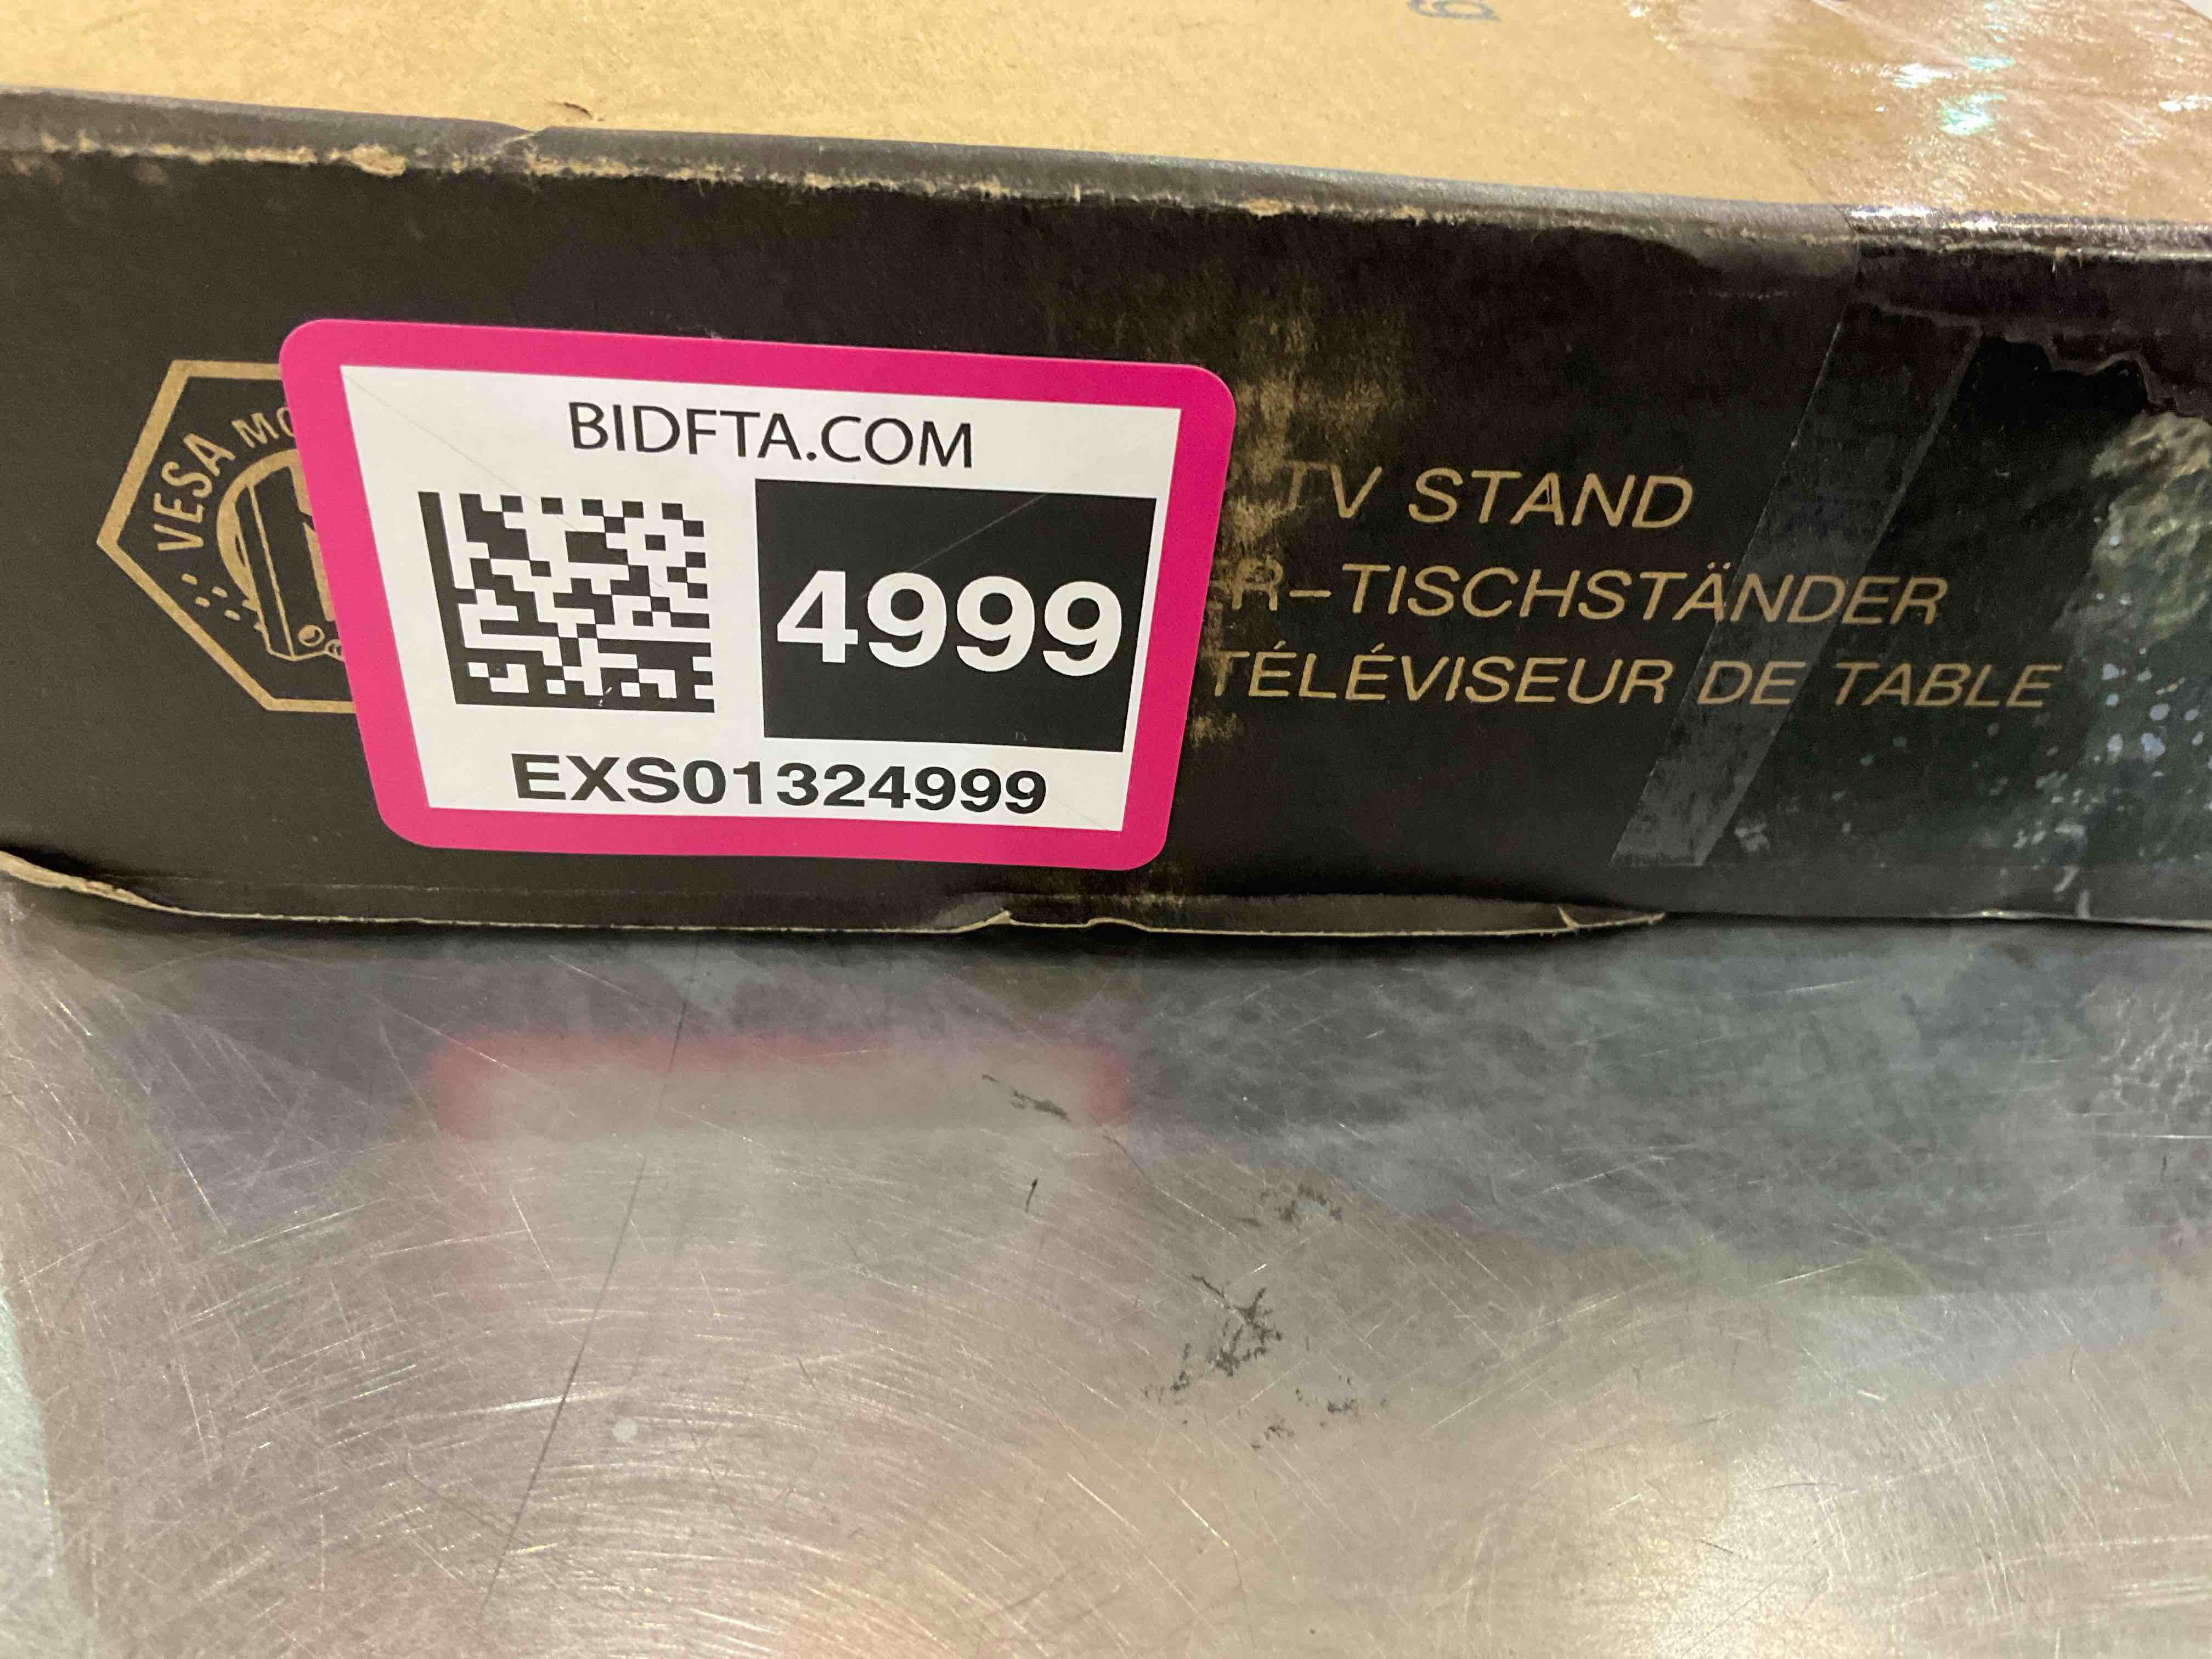 VESA
BIDFTA.COM
4999
EXS01324999
TV STAND
R-TISCHSTÄNDER
TÉLÉVISEUR DE TABLE